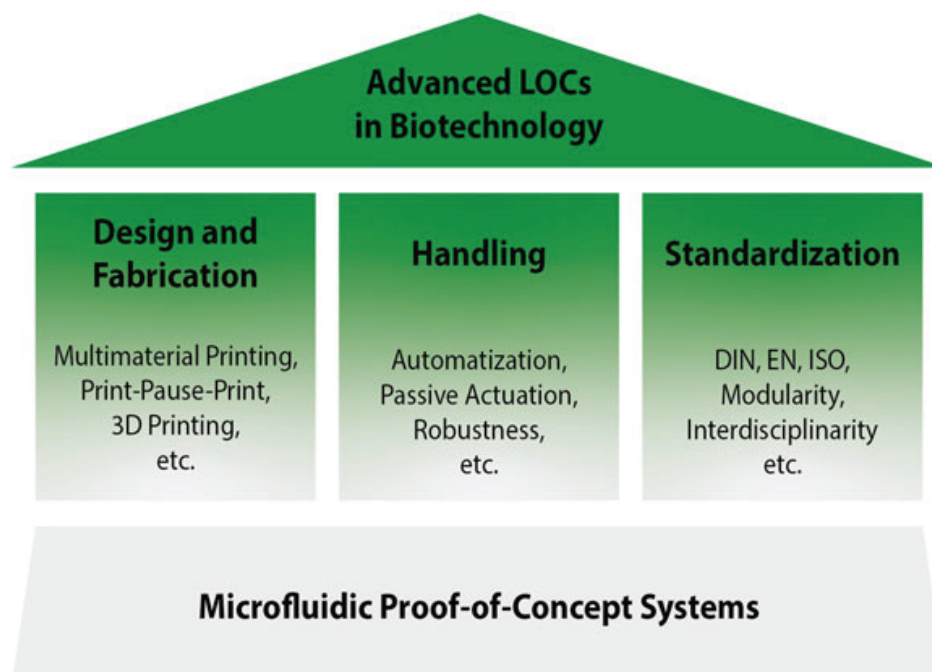 Advanced LOCs
in Biotechnology
Design and
Fabrication
Multimaterial Printing,
Print-Pause-Print,
3D Printing,
etc.
Handling
Automatization,
Passive Actuation,
Robustness,
etc.
Standardization
DIN, EN, ISO,
Modularity,
Interdisciplinarity
etc.
Microfluidic Proof-of-Concept Systems